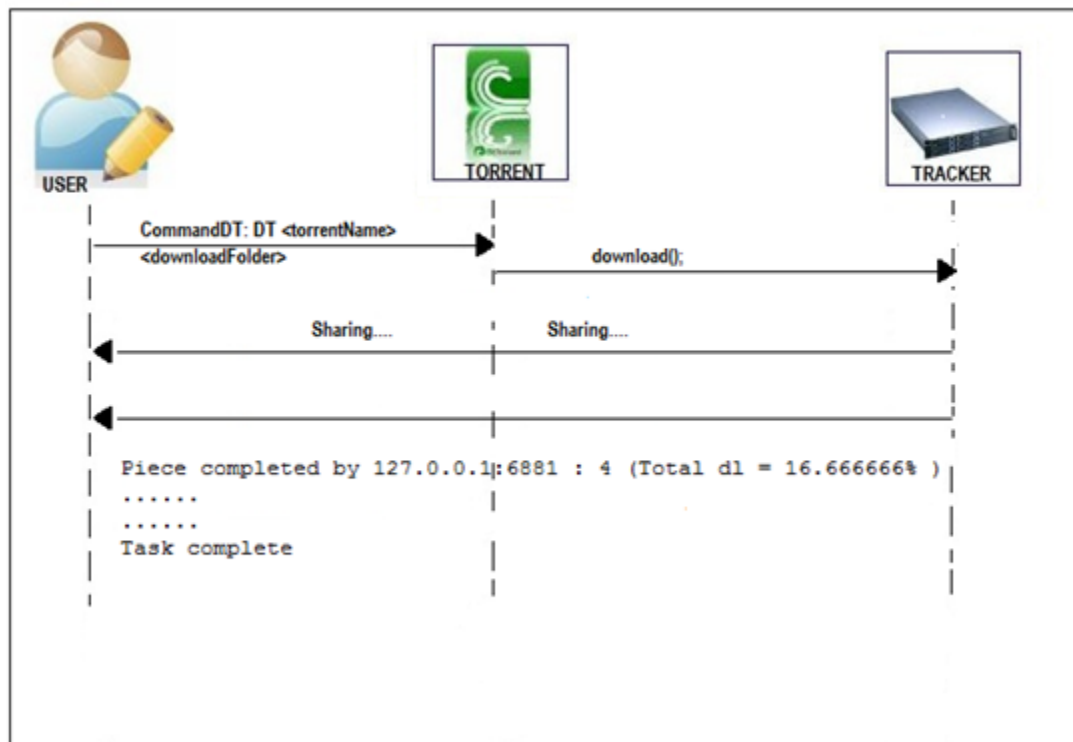 USER
TORRENT
TRACKER
CommandDT: DT <torrentName>
<downloadFolder>
download();
Sharing....
Sharing....
Piece completed by 127.0.0.1:6881 : 4 (Total dl = 16.666666% )
......
......
Task complete